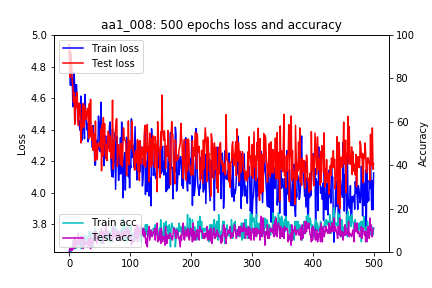 aa1_008: 500 epochs loss and accuracy
Train loss
Test loss
Train acc
Test acc
Loss
5.0
4.8
4.6
4.4
4.2
4.0
3.8
Accuracy
100
80
60
40
20
0
0 100 200 300 400 500